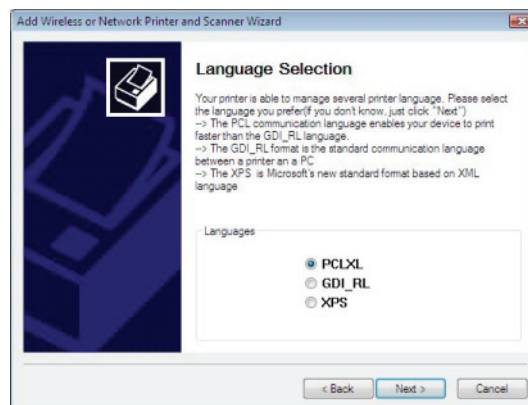 Add Wireless or Network Printer and Scanner Wizard
Language Selection
Your printer is able to manage several printer language. Please select
the language you prefer(if you don't know, just click "Next")
--> The PCL communication language enables your device to print
faster than the GDI_RL language.
--> The GDI_RL format is the standard communication language
between a printer an a PC
--> The XPS is Microsoft's new standard format based on XML
language
Languages
PCLXL
GDI_RL
XPS
< Back Next > Cancel